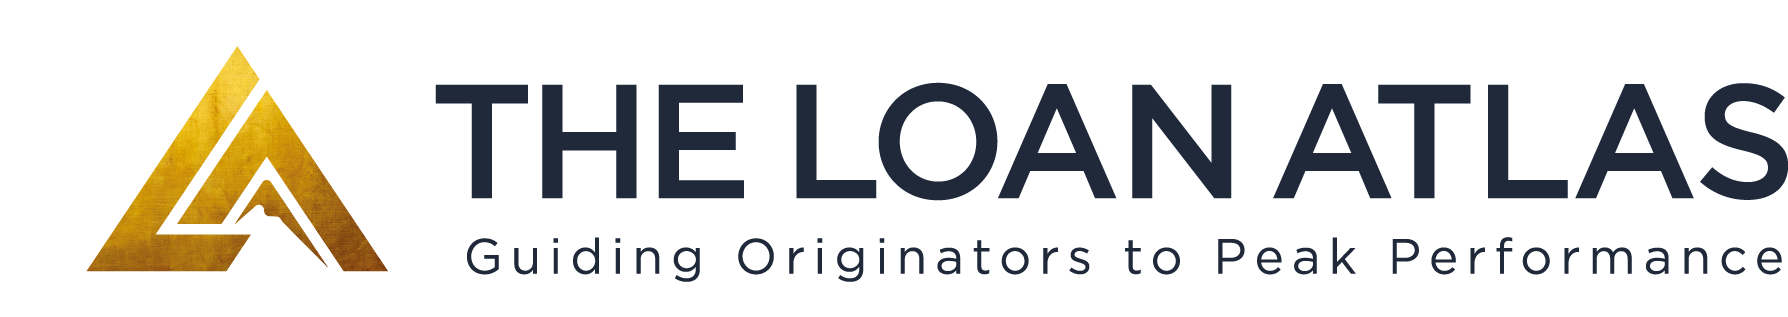 THE LOAN ATLAS
Guiding Originators to Peak Performance